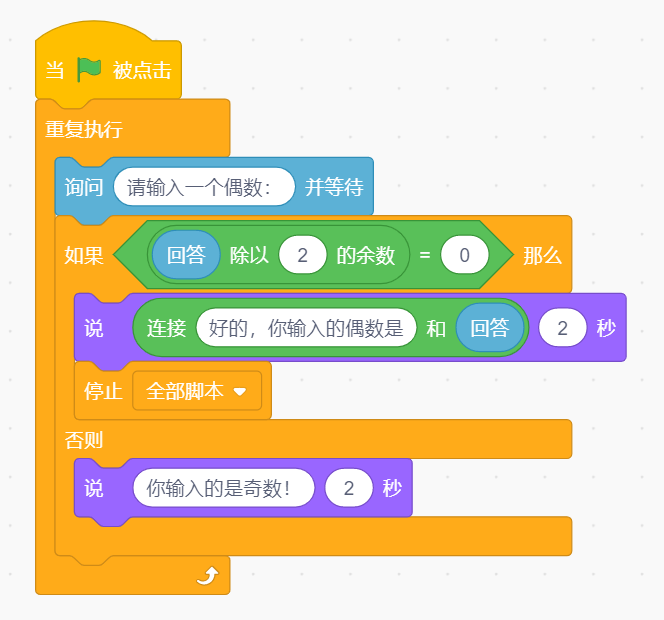 当 被点击
重复执行
询问 请输入一个偶数： 并等待
如果 回答 除以 2 的余数 = 0 那么
说 连接 好的，你输入的偶数是 和 回答 2 秒
停止 全部脚本
否则
说 你输入的是奇数！ 2 秒